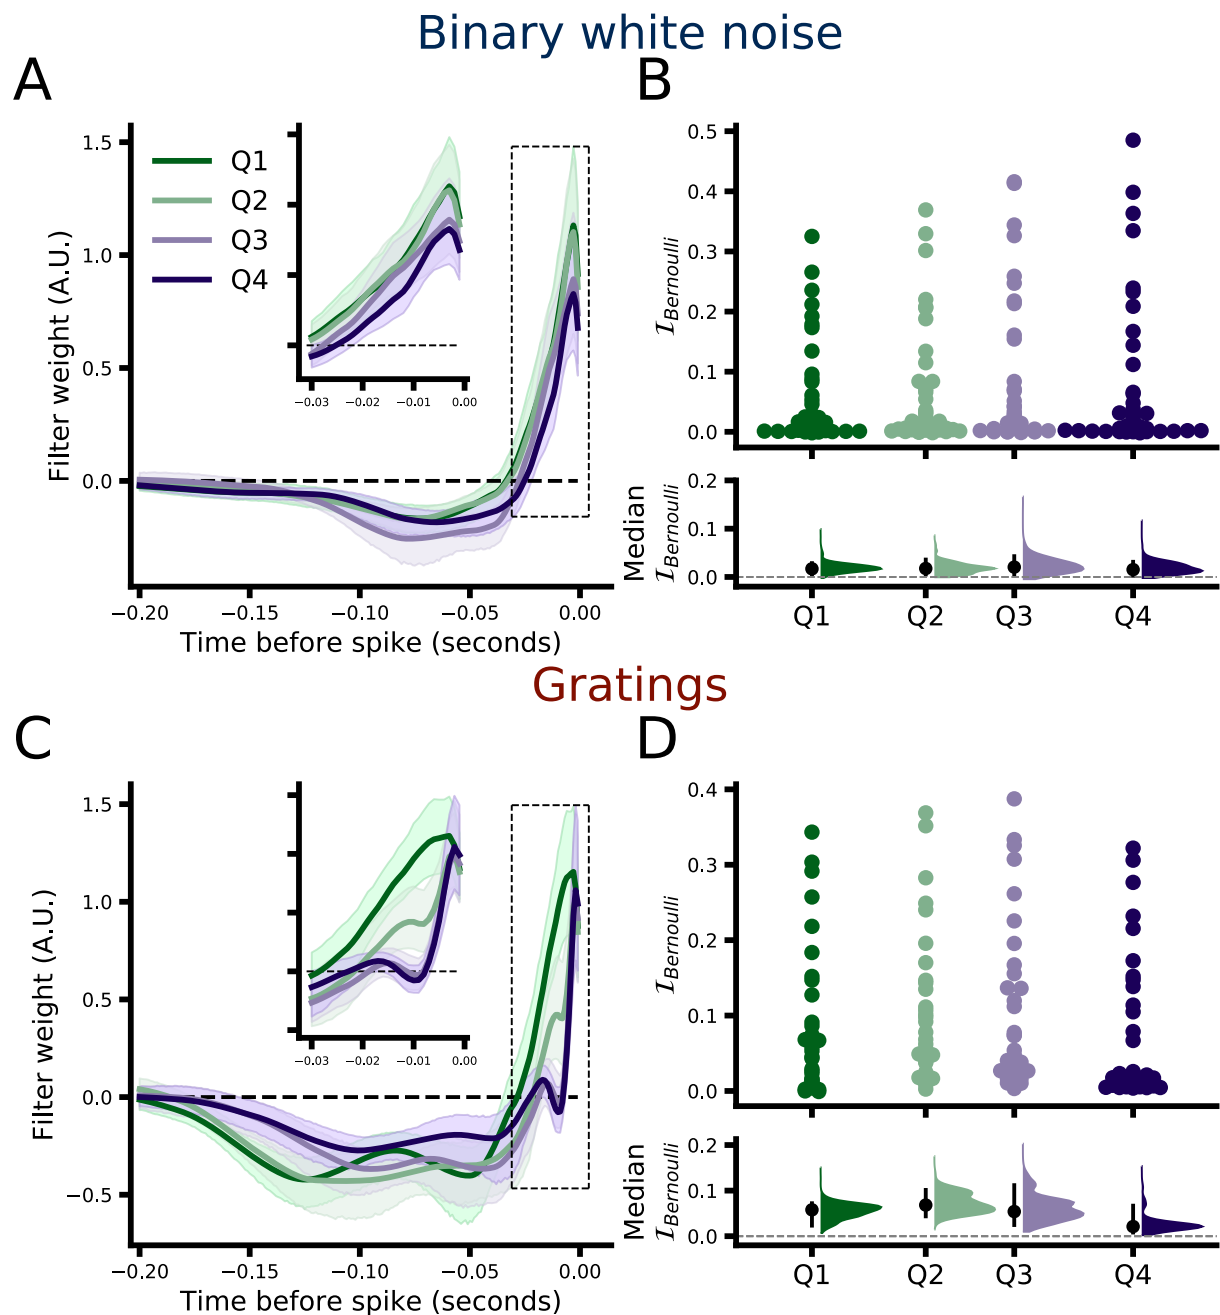 Binary white noise
A
B
1.5
1.0
0.5
0.0
Filter weight (A.U.)
Q1
Q2
Q3
Q4
−0.03 −0.02 −0.01 0.00
−0.20 −0.15 −0.10 −0.05 0.00
Time before spike (seconds)
0.5
0.4
0.3
0.2
0.1
0.0
ℐBernoulli
0.2
0.1
0.0
Median
ℐBernoulli
Q1 Q2 Q3 Q4
Gratings
C
D
1.5
1.0
0.5
0.0
−0.5
Filter weight (A.U.)
−0.03 −0.02 −0.01 0.00
−0.20 −0.15 −0.10 −0.05 0.00
Time before spike (seconds)
0.4
0.3
0.2
0.1
0.0
ℐBernoulli
0.2
0.1
0.0
Median
ℐBernoulli
Q1 Q2 Q3 Q4